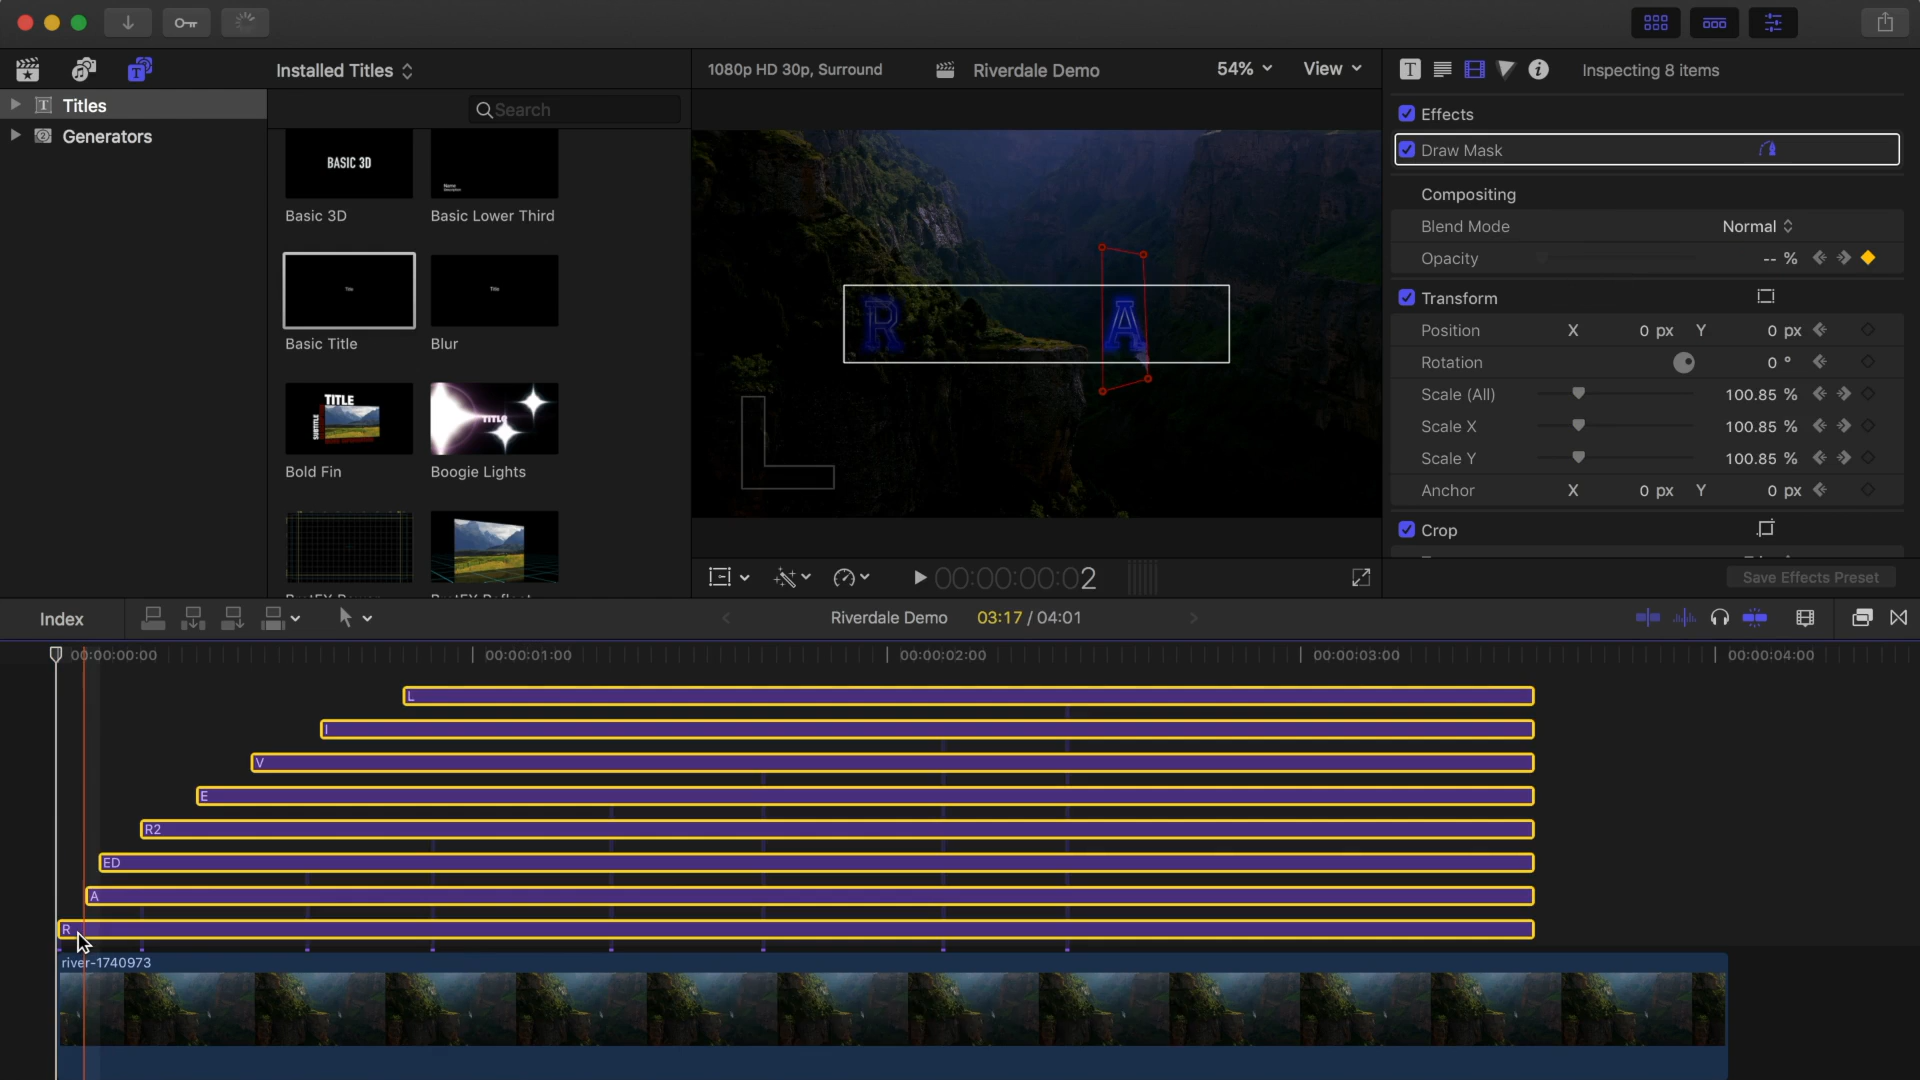 Installed Titles
1080p HD 30p, Surround
Riverdale Demo
54%
View
T
Inspecting 8 items
Titles
Generators
Search
BASIC 3D
Basic 3D
Name
Basic Lower Third
Title
Basic Title
Title
Blur
TITLE
SUBTITLE
Bold Fin
TITLE
Boogie Lights
R A
L
Effects
Draw Mask
Compositing
Blend Mode Normal
Opacity -- %
Transform
Position X 0 px Y 0 px
Rotation 0 °
Scale (All) 100.85 %
Scale X 100.85 %
Scale Y 100.85 %
Anchor X 0 px Y 0 px
Crop
Save Effects Preset
00:00:00:02
Index
Riverdale Demo 03:17 / 04:01
00:00:00:00 00:00:01:00 00:00:02:00 00:00:03:00 00:00:04:00
L
I
V
E
R2
ED
A
R
river-1740973